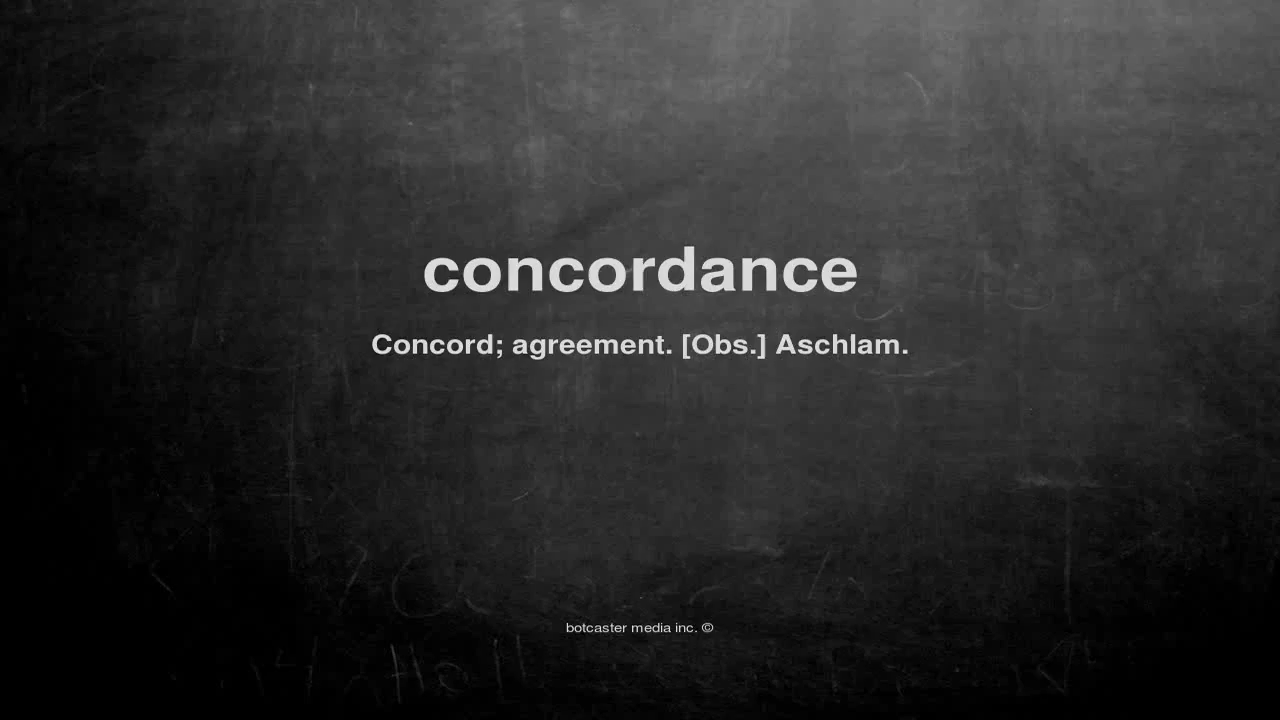 concordance
Concord; agreement. [Obs.] Aschlam.
botcaster media inc. ©